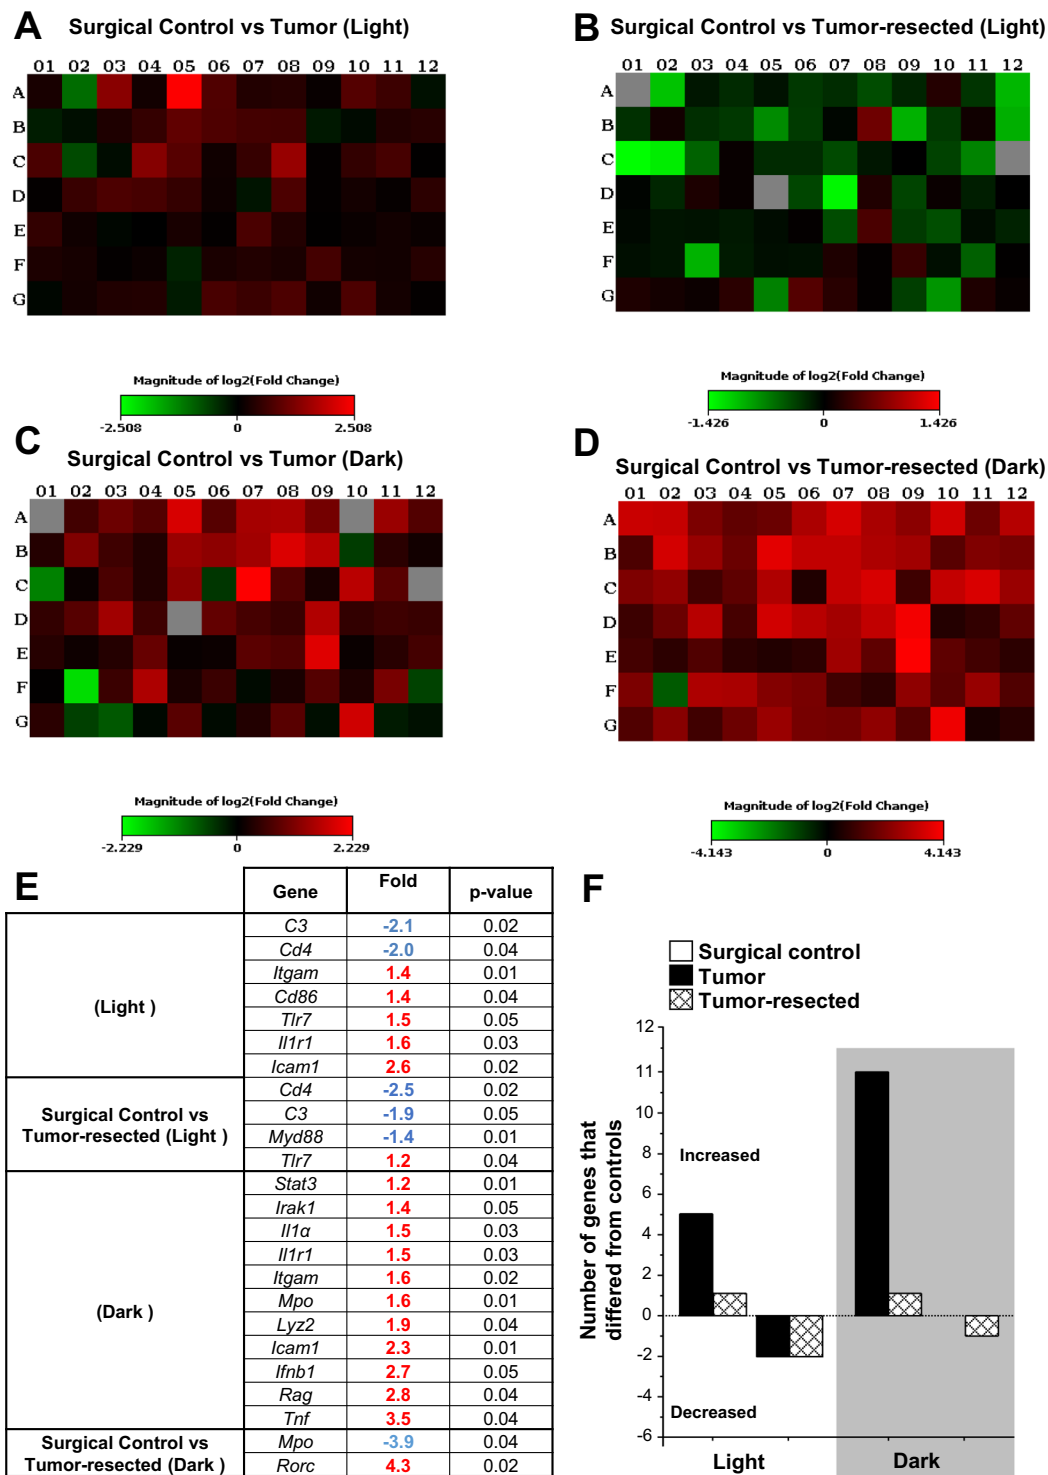 A Surgical Control vs Tumor (Light)
01 02 03 04 05 06 07 08 09 10 11 12
A
B
C
D
E
F
G
Magnitude of log2(Fold Change)
-2.508 0 2.508
B Surgical Control vs Tumor-resected (Light)
01 02 03 04 05 06 07 08 09 10 11 12
A
B
C
D
E
F
G
Magnitude of log2(Fold Change)
-1.426 0 1.426
C Surgical Control vs Tumor (Dark)
01 02 03 04 05 06 07 08 09 10 11 12
A
B
C
D
E
F
G
Magnitude of log2(Fold Change)
-2.229 0 2.229
D Surgical Control vs Tumor-resected (Dark)
01 02 03 04 05 06 07 08 09 10 11 12
A
B
C
D
E
F
G
Magnitude of log2(Fold Change)
-4.143 0 4.143
E
Gene Fold p-value
(Light )
C3 -2.1 0.02
Cd4 -2.0 0.04
Itgam 1.4 0.01
Cd86 1.4 0.04
Tlr7 1.5 0.05
Il1r1 1.6 0.03
Icam1 2.6 0.02
Surgical Control vs
Tumor-resected (Light )
Cd4 -2.5 0.02
C3 -1.9 0.05
Myd88 -1.4 0.01
Tlr7 1.2 0.04
(Dark )
Stat3 1.2 0.01
Irak1 1.4 0.05
Il1α 1.5 0.03
Il1r1 1.5 0.03
Itgam 1.6 0.02
Mpo 1.6 0.01
Lyz2 1.9 0.04
Icam1 2.3 0.01
Ifnb1 2.7 0.05
Rag 2.8 0.04
Tnf 3.5 0.04
Surgical Control vs
Tumor-resected (Dark )
Mpo -3.9 0.04
Rorc 4.3 0.02
F
Surgical control
Tumor
Tumor-resected
Number of genes that
differed from controls
12
11
10
6
4
2
0
-2
-4
-6
Increased
Decreased
Light Dark